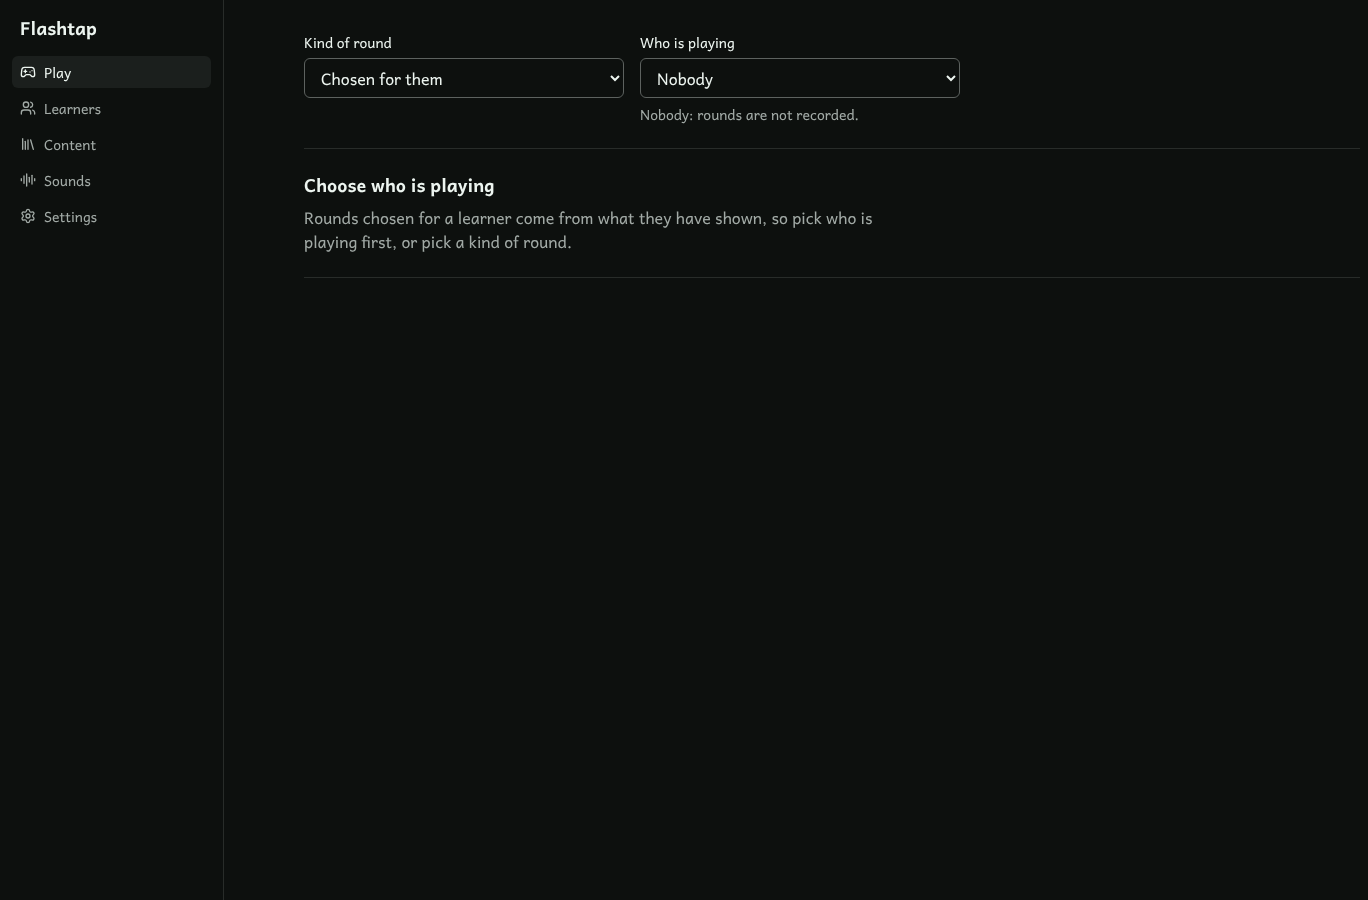 Flashtap
Play
Learners
Content
Sounds
Settings
Kind of round
Chosen for them
Who is playing
Nobody
Nobody: rounds are not recorded.
Choose who is playing
Rounds chosen for a learner come from what they have shown, so pick who is
playing first, or pick a kind of round.